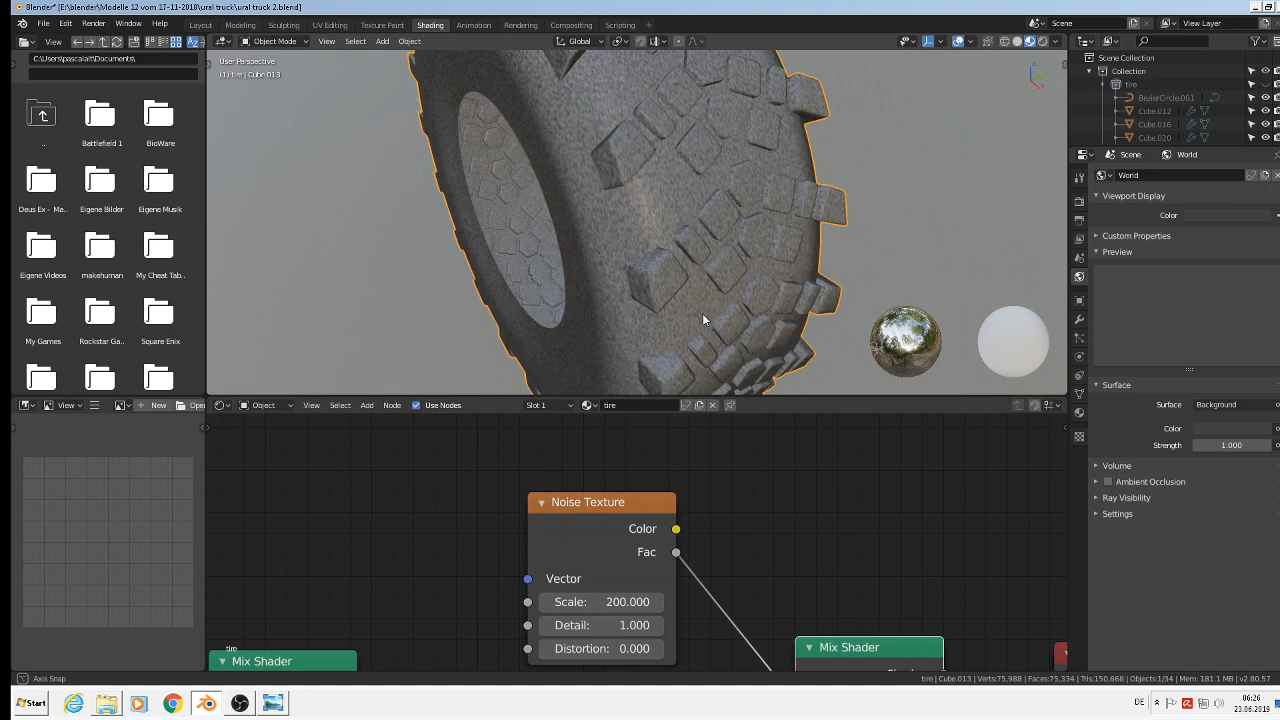 Blender* [E:\blender\Modelle 12 vom 17-11-2018\ural truck\ural truck 2.blend]
File Edit Render Window Help Layout Modeling Sculpting UV Editing Texture Paint Shading Animation Rendering Compositing Scripting Scene View Layer
View Object Mode View Select Add Object Global
C:\Users\pascalalt\Documents\
User Perspective
(1) tire | Cube.013
Scene Collection
Collection
tire
BezierCircle.001
Cube.012
Cube.016
Cube.020
.. Battlefield 1 BioWare
Deus Ex - Ma... Eigene Bilder Eigene Musik
Eigene Videos makehuman My Cheat Tab...
My Games Rockstar Ga... Square Enix
Scene World
World
Viewport Display
Color
Custom Properties
Preview
Surface
Surface Background
Color
Strength 1.000
Volume
Ambient Occlusion
Ray Visibility
Settings
View New Open
Object View Select Add Node Use Nodes Slot 1 tire
Noise Texture
Color
Fac
Vector
Scale: 200.000
Detail: 1.000
Distortion: 0.000
tire
Mix Shader
Mix Shader
Axis Snap
tire | Cube.013 | Verts:75,988 | Faces:75,334 | Tris:150,668 | Objects:1/34 | Mem: 181.1 MB | v2.80.57
Start
DE
06:26
23.06.2019